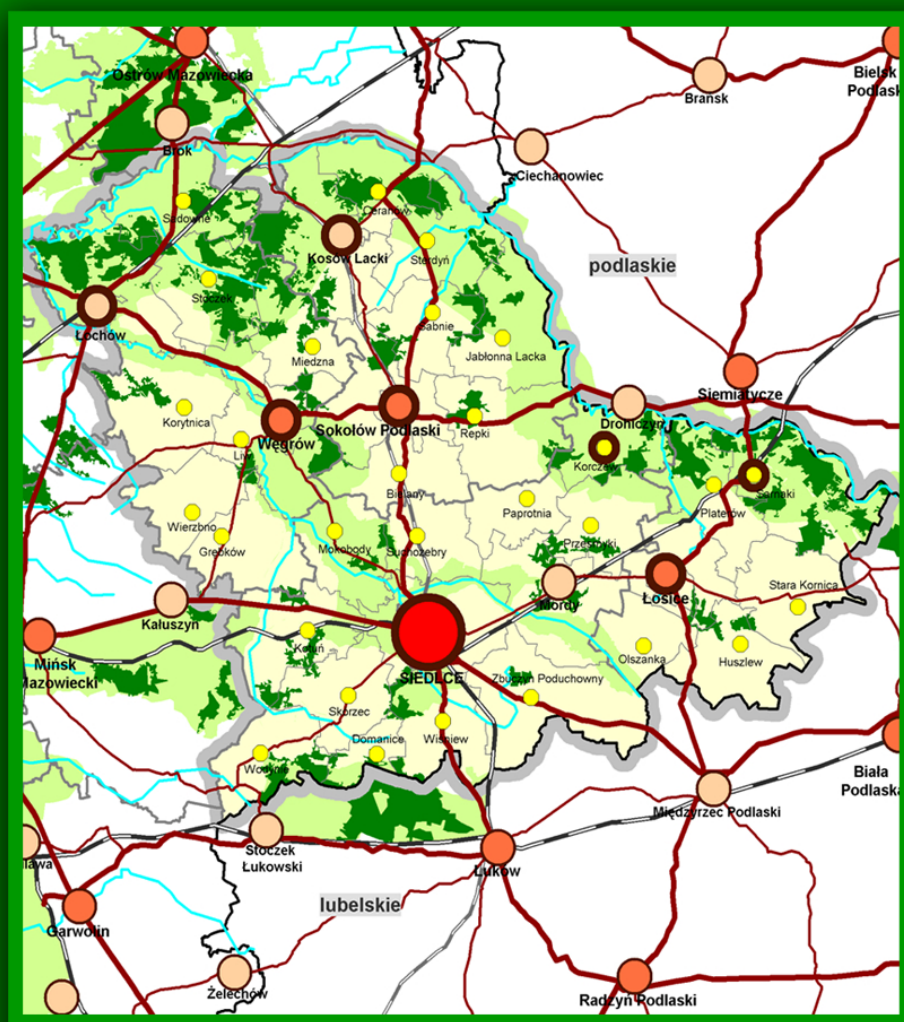 Ostrów Mazowiecka
Brańsk
Bielsk
Podlask
Brok
Ciechanowiec
Ceranów
Sadowne
Kosów Lacki
Sterdyń
podlaskie
Stoczek
Łochów
Sabnie
Miedzna
Jabłonna Lacka
Siemiatycze
Korytnica
Węgrów
Sokołów Podlaski
Repki
Drohiczyn
Liw
Korczew
Bielany
Sarnaki
Platerów
Paprotnia
Wierzbno
Grębków
Mokobody
Suchożebry
Przesmyki
Stara Kornica
Kałuszyn
Mordy
Łosice
Kotuń
Mińsk
Mazowiecki
SIEDLCE
Olszanka
Huszlew
Zbuczyn Poduchowny
Skórzec
Domanice
Wiśniew
Wodynie
Biała
Podlaska
Międzyrzec Podlaski
Stoczek
Łukowski
Łuków
ława
lubelskie
Garwolin
Żelechów
Radzyń Podlaski